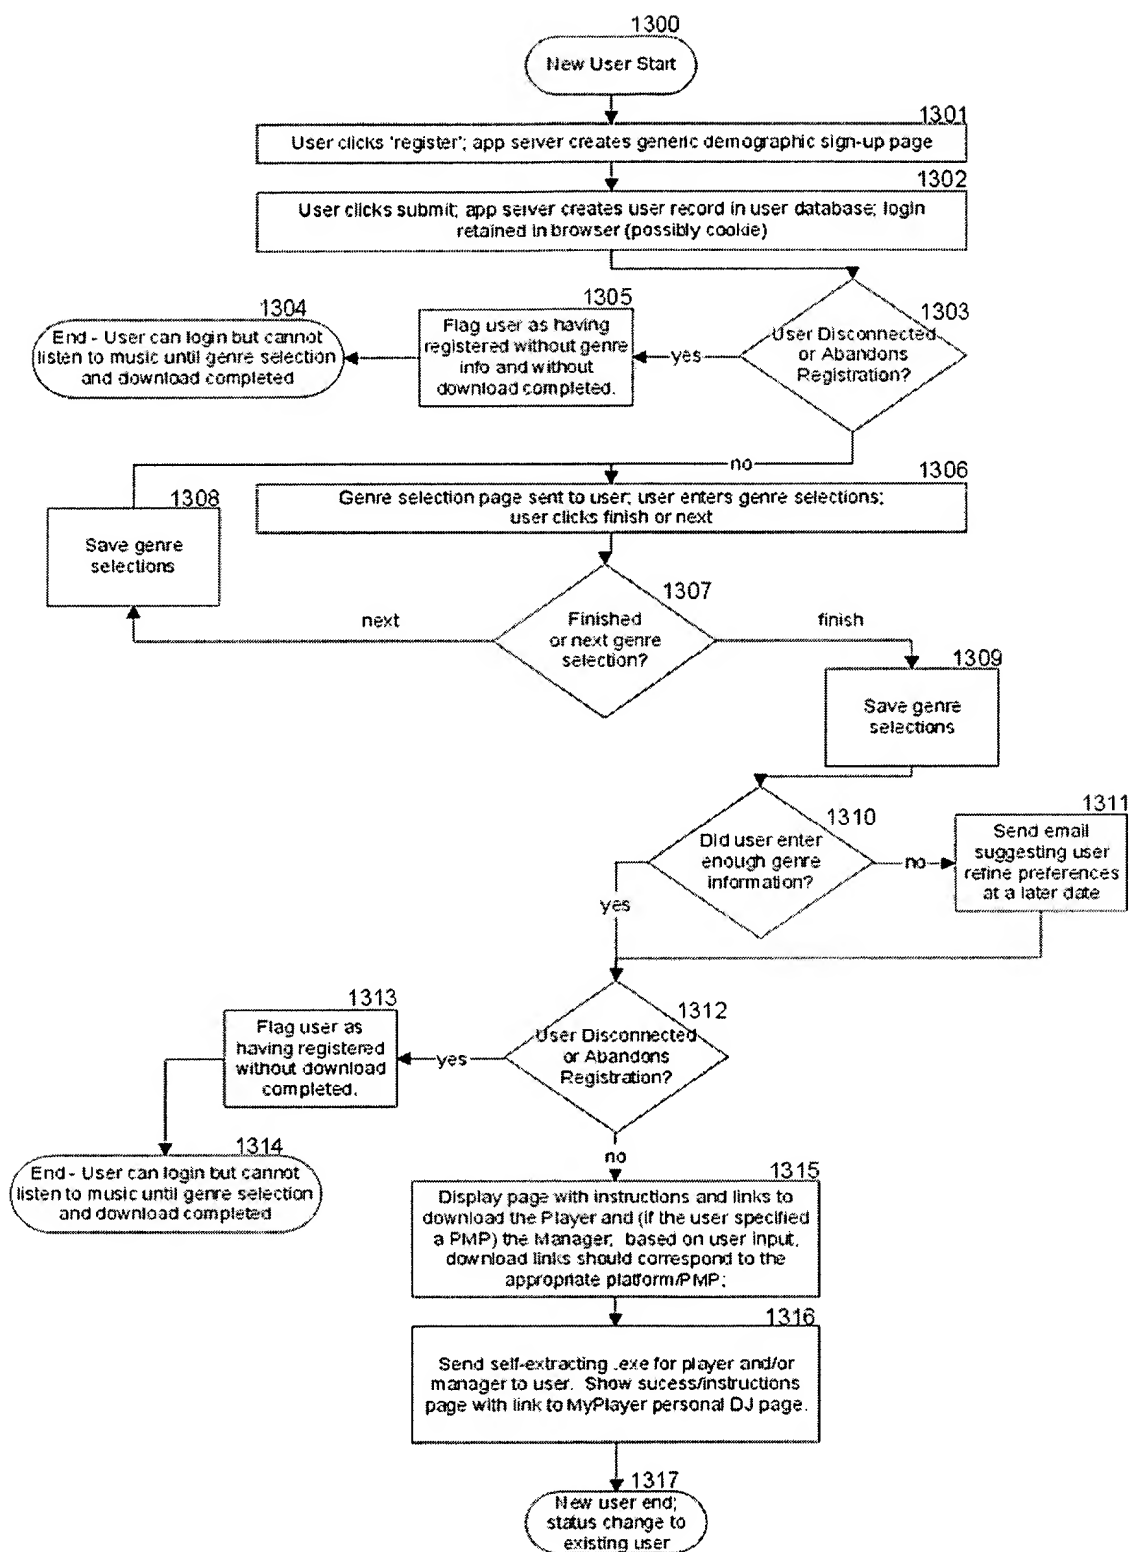 1300
New User Start
1301
User clicks 'register'; app server creates generic demographic sign-up page
1302
User clicks submit; app server creates user record in user database; login
retained in browser (possibly cookie)
1303
User Disconnected
or Abandons
Registration?
yes
1305
Flag user as having
registered without genre
info and without
download completed.
1304
End - User can login but cannot
listen to music until genre selection
and download completed
no
1306
Genre selection page sent to user; user enters genre selections;
user clicks finish or next
1308
Save genre
selections
1307
Finished
or next genre
selection?
next
finish
1309
Save genre
selections
1310
Did user enter
enough genre
information?
no
1311
Send email
suggesting user
refine preferences
at a later date
yes
1312
User Disconnected
or Abandons
Registration?
yes
1313
Flag user as
having registered
without download
completed.
1314
End - User can login but cannot
listen to music until genre selection
and download completed
no
1315
Display page with instructions and links to
download the Player and (if the user specified
a PMP) the Manager; based on user input,
download links should correspond to the
appropriate platform/PMP;
1316
Send self-extracting .exe for player and/or
manager to user. Show sucess/instructions
page with link to MyPlayer personal DJ page.
1317
New user end;
status change to
existing user